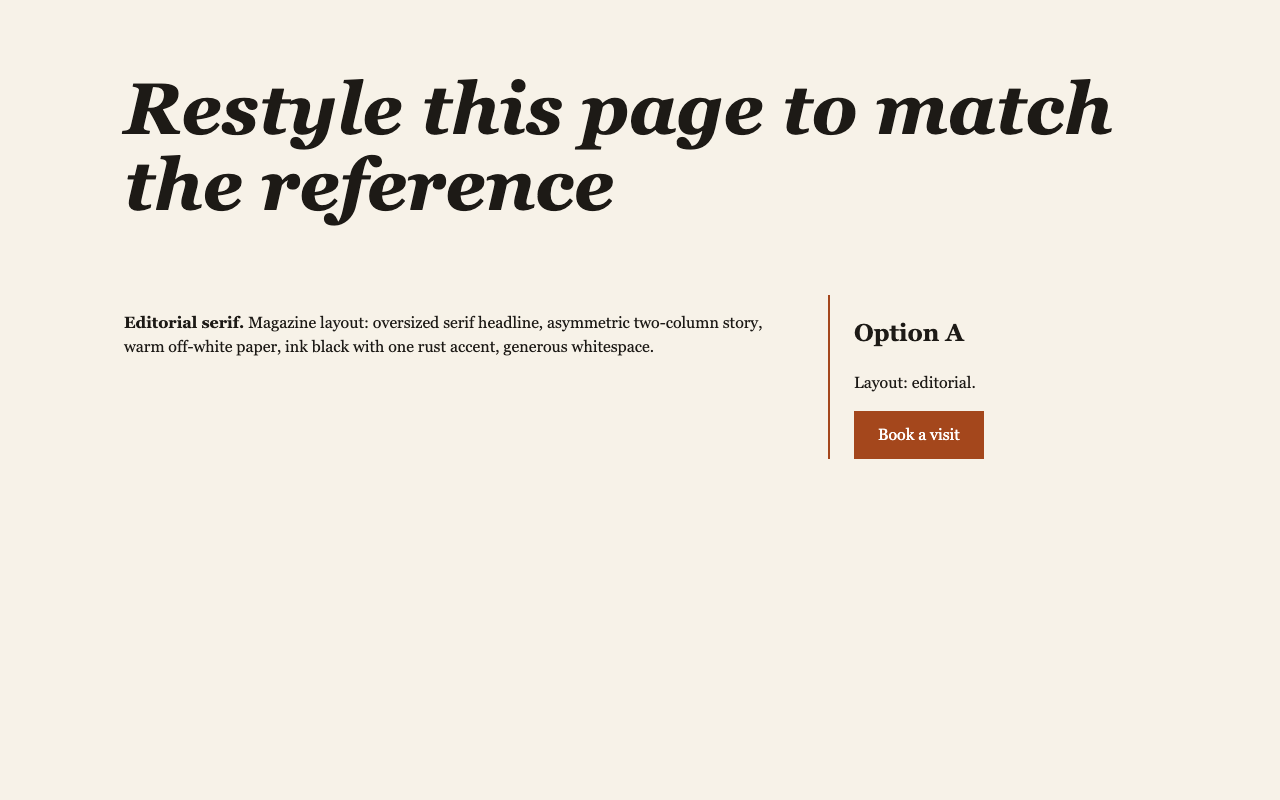 Restyle this page to match
the reference
Editorial serif. Magazine layout: oversized serif headline, asymmetric two-column story,
warm off-white paper, ink black with one rust accent, generous whitespace.
Option A
Layout: editorial.
Book a visit